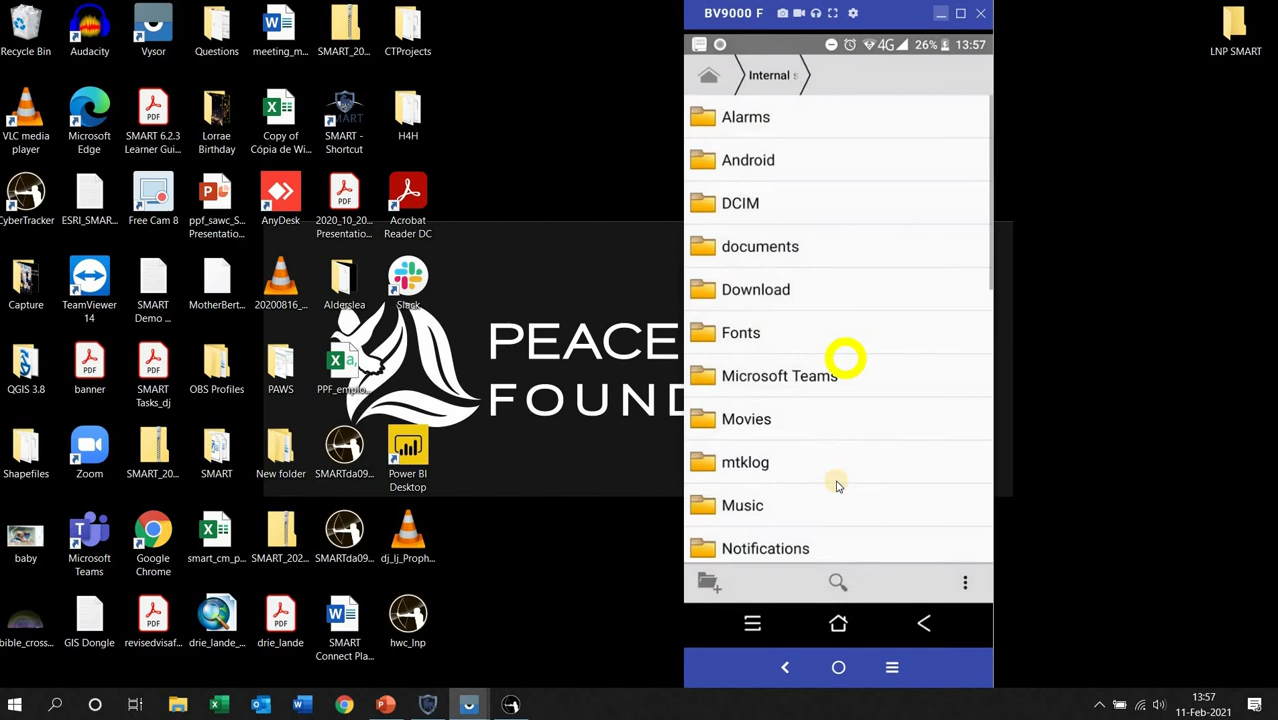 Recycle Bin
Audacity
Vysor
Questions
meeting_m...
SMART_20...
CTProjects
LNP SMART
VLC media
player
Microsoft
Edge
SMART 6.2.3
Learner Gui...
Lorrae
Birthday
Copy of
Cópia de Wi...
SMART -
Shortcut
H4H
CyberTracker
ESRI_SMAR...
Free Cam 8
ppf_sawc_S...
Presentatio...
AnyDesk
2020_10_20...
Presentatio...
Acrobat
Reader DC
Capture
TeamViewer
14
SMART
Demo ...
MotherBert...
20200816_...
Alderslea
Slack
QGIS 3.8
banner
SMART
Tasks_dj
OBS Profiles
PAWS
PPF_emplo...
PEACE
FOUND
Shapefiles
Zoom
SMART_20...
SMART
New folder
SMARTda09...
Power BI
Desktop
baby
Microsoft
Teams
Google
Chrome
smart_cm_p...
SMART_202...
SMARTda09...
dj_lj_Proph...
bible_cross...
GIS Dongle
revisedvisaf...
drie_lande_...
drie_lande
SMART
Connect Pla...
hwc_lnp
BV9000 F
4G 26% 13:57
Internal s
Alarms
Android
DCIM
documents
Download
Fonts
Microsoft Teams
Movies
mtklog
Music
Notifications
13:57
11-Feb-2021